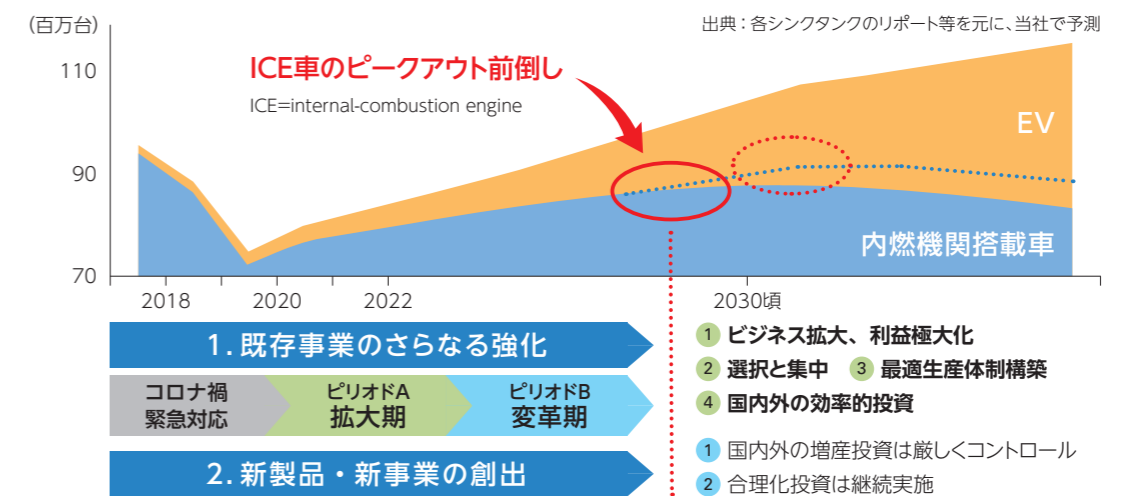 (百万台)
出典：各シンクタンクのリポート等を元に、当社で予測
110
ICE車のピークアウト前倒し
ICE=internal-combustion engine
EV
90
内燃機関搭載車
70
2018
2020
2022
2030頃
1.既存事業のさらなる強化
コロナ禍
緊急対応
ピリオドA
拡大期
ピリオドB
変革期
2.新製品・新事業の創出
1 ビジネス拡大、利益極大化
2 選択と集中 3 最適生産体制構築
4 国内外の効率的投資
1 国内外の増産投資は厳しくコントロール
2 合理化投資は継続実施